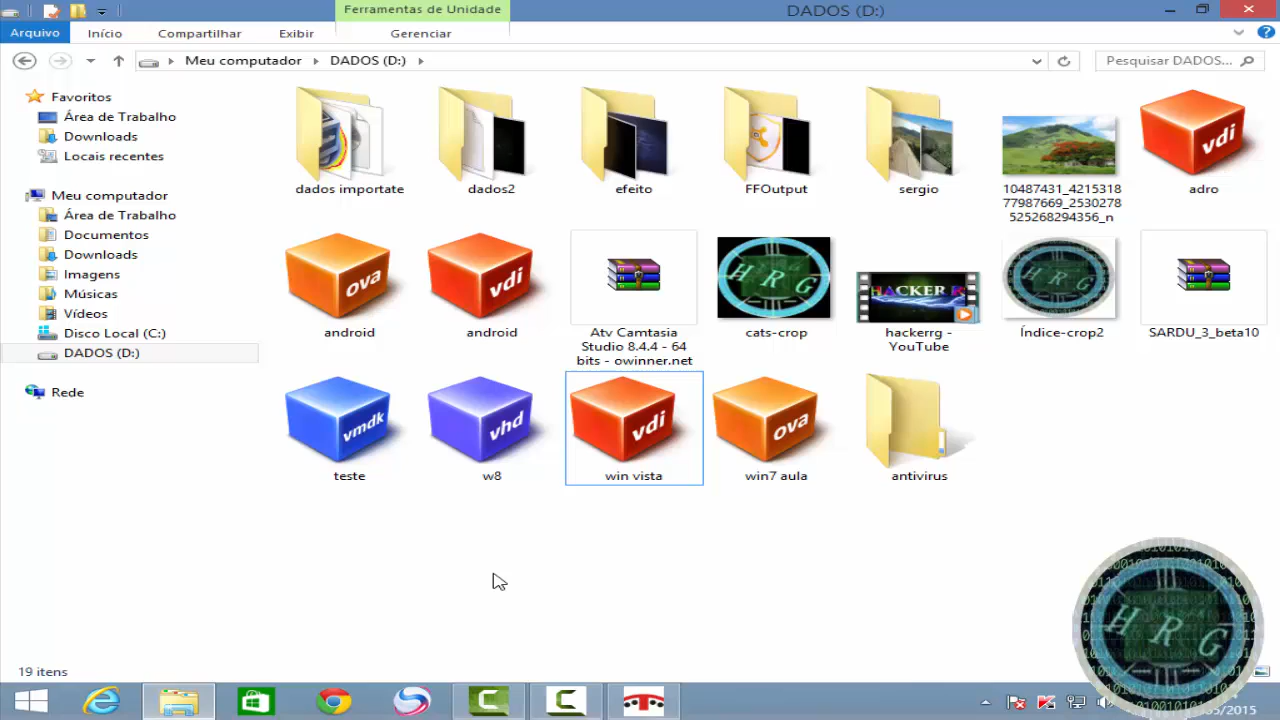 Ferramentas de Unidade
DADOS (D:)
Arquivo
Início
Compartilhar
Exibir
Gerenciar
Meu computador
DADOS (D:)
Pesquisar DADOS...
Favoritos
Área de Trabalho
Downloads
Locais recentes
Meu computador
Área de Trabalho
Documentos
Downloads
Imagens
Músicas
Vídeos
Disco Local (C:)
DADOS (D:)
Rede
dados importate
dados2
efeito
FFOutput
sergio
10487431_4215318
77987669_2530278
525268294356_n
vdi
adro
ova
android
vdi
android
Atv Camtasia
Studio 8.4.4 - 64
bits - owinner.net
H R G
cats-crop
HACKER R
hackerrg -
YouTube
H R G
Índice-crop2
SARDU_3_beta10
vmdk
teste
vhd
w8
vdi
win vista
ova
win7 aula
antivirus
19 itens
H R G
/2015